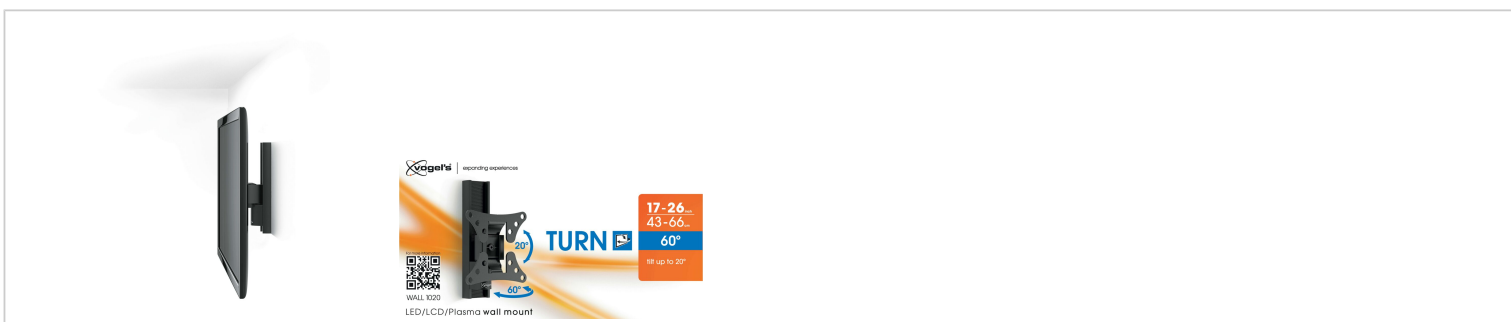 vogel's expanding experiences
17-26
43-66
20°
TURN
60°
tilt up to 20°
60°
WALL 1020
LED/LCD/Plasma wall mount